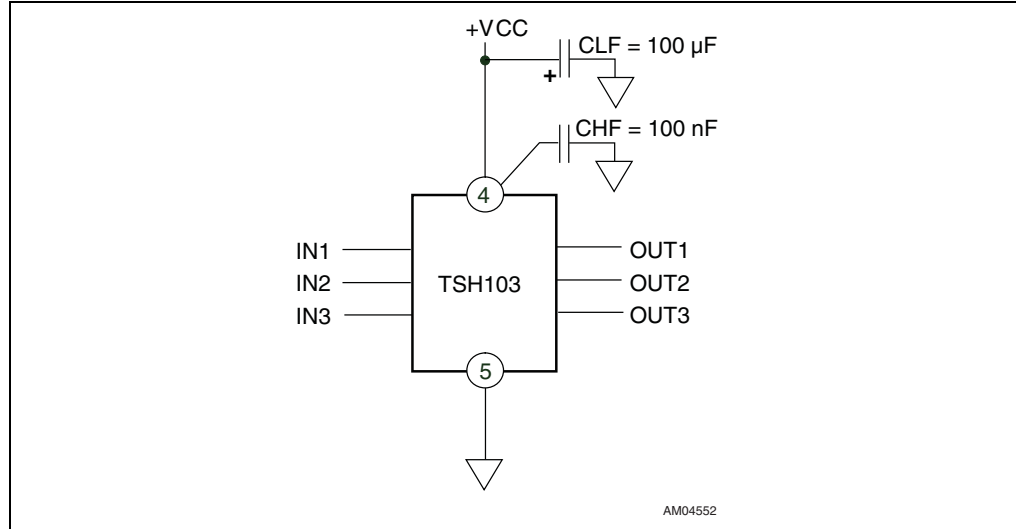 +VCC
CLF = 100 µF
+
CHF = 100 nF
4
IN1
OUT1
IN2
TSH103
OUT2
IN3
OUT3
5
AM04552